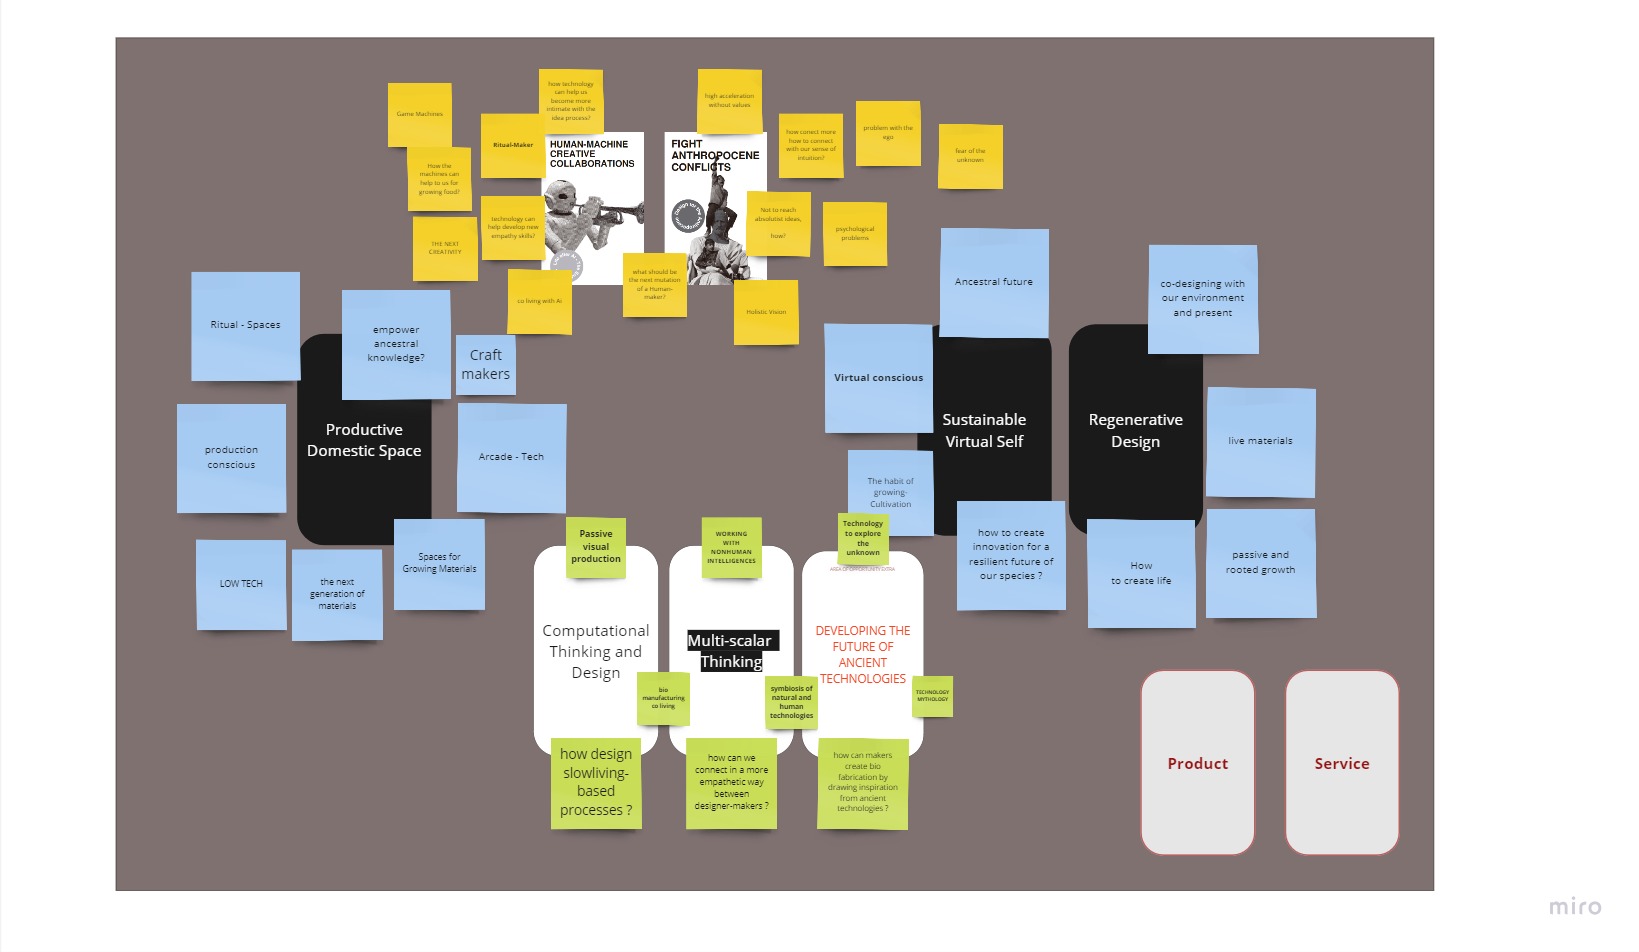 Game Machines
How the
machines can
help to us for
growing food?
THE NEXT
CREATIVITY
Ritual-Maker
technology can
help develop new
empathy skills?
how technology
can help us
become more
intimate with the
idea process?
HUMAN-MACHINE
CREATIVE
COLLABORATIONS
co living with Ai
what should be
the next mutation
of a Human-
maker?
high acceleration
without values
FIGHT
ANTHROPOCENE
CONFLICTS
how conect more
how to connect
with our sense of
intuition?
problem with the
ego
fear of the
unknown
Not to reach
absolutist ideas,
how?
psychological
problems
Holistic Vison
Ritual - Spaces
empower
ancestral
knowledge?
Craft
makers
production
conscious
Productive
Domestic Space
Arcade - Tech
LOW TECH
the next
generation of
materials
Spaces for
Growing Materials
Ancestral future
Virtual conscious
Sustainable
Virtual Self
The habit of
growing-
Cultivation
how to create
innovation for a
resilient future of
our species ?
co-designing with
our environment
and present
Regenerative
Design
live materials
How
to create life
passive and
rooted growth
Passive
visual
production
Computational
Thinking and
Design
bio
manufacturing
co living
how design
slowliving-
based
processes ?
WORKING
WITH
NONHUMAN
INTELLIGENCES
Multi-scalar
Thinking
symbiosis of
natural and
human
technologies
how can we
connect in a more
empathetic way
between
designer-makers ?
Technology
to explore
the
unknown
AREA OF OPPORTUNITY EXTRA
DEVELOPING THE
FUTURE OF
ANCIENT
TECHNOLOGIES
TECHNOLOGY
MYTHOLOGY
how can makers
create bio
fabrication by
drawing inspiration
from ancient
technologies ?
Product
Service
miro